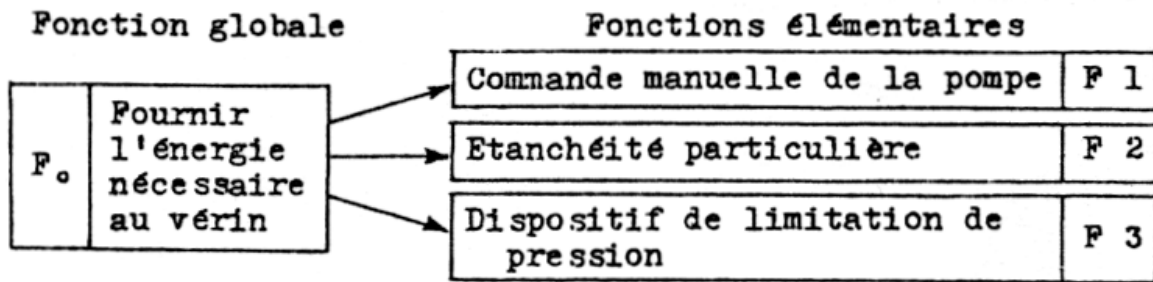 Fonction globale
Fonctions élémentaires
F₀
Fournir
l'énergie
nécessaire
au vérin
Commande manuelle de la pompe F 1
Etanchéité particulière F 2
Dispositif de limitation de
pression
F 3